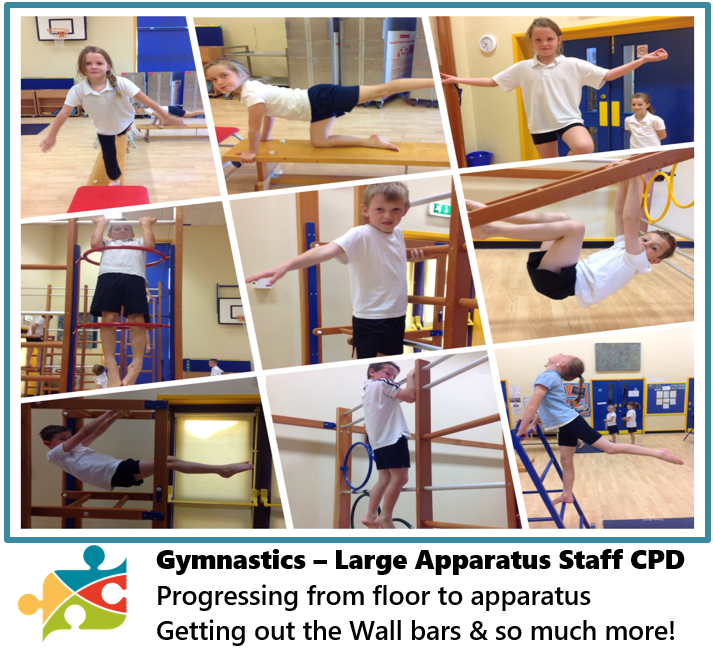 Gymnastics – Large Apparatus Staff CPD
Progressing from floor to apparatus
Getting out the Wall bars & so much more!